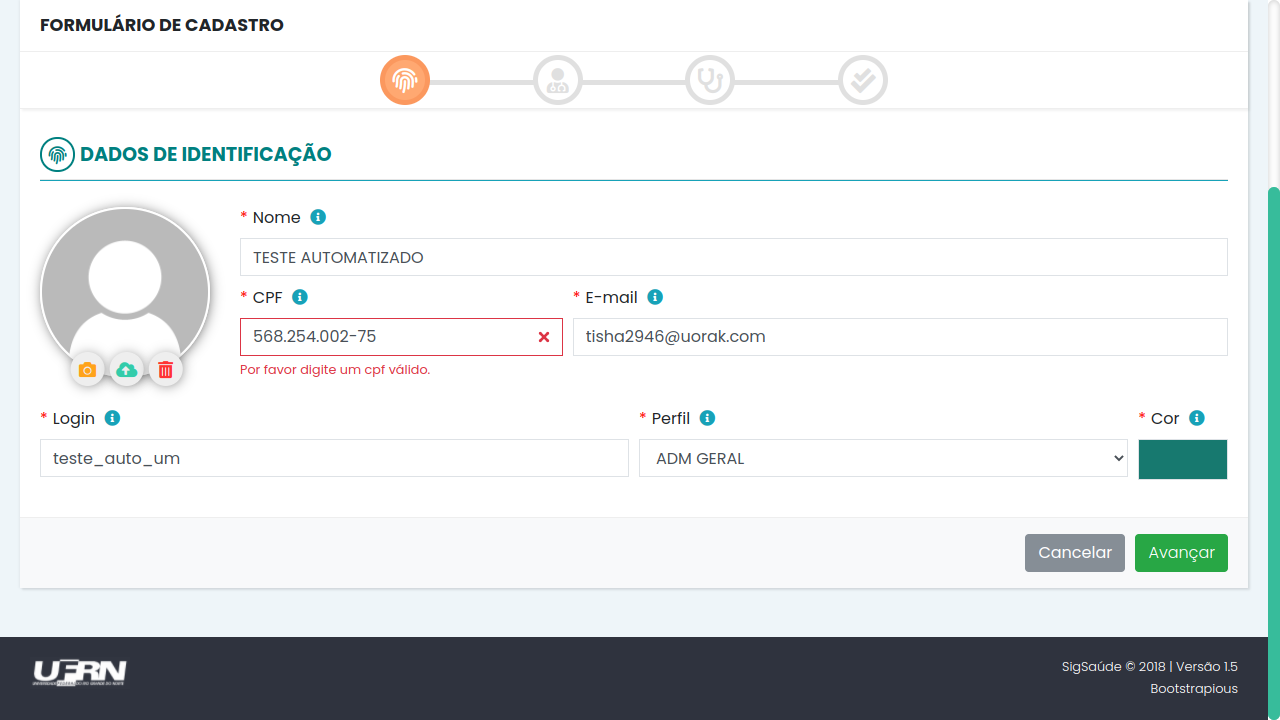 FORMULÁRIO DE CADASTRO
DADOS DE IDENTIFICAÇÃO
* Nome
TESTE AUTOMATIZADO
* CPF * E-mail
568.254.002-75 tisha2946@uorak.com
Por favor digite um cpf válido.
* Login * Perfil * Cor
teste_auto_um ADM GERAL
Cancelar Avançar
UFRN
SigSaúde © 2018 | Versão 1.5
Bootstrapious